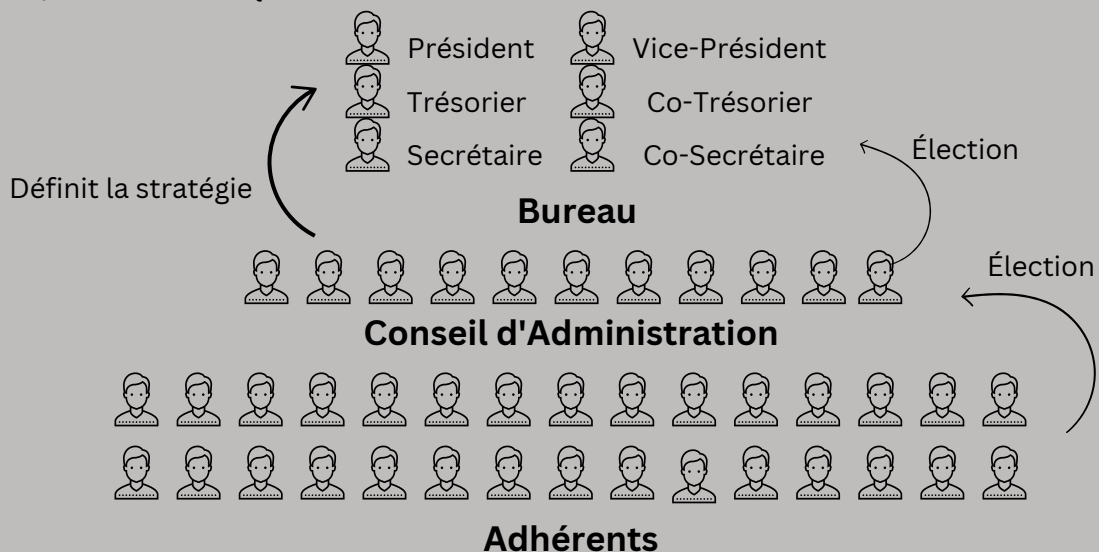 Président Vice-Président
Trésorier Co-Trésorier
Secrétaire Co-Secrétaire
Élection
Définit la stratégie
Bureau
Élection
Conseil d'Administration
Adhérents